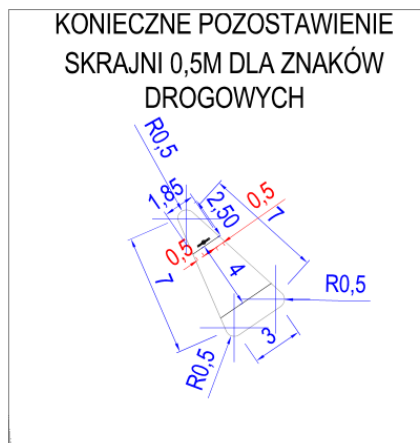 KONIECZNE POZOSTAWIENIE
SKRAJNI 0,5M DLA ZNAKÓW
DROGOWYCH
R0,5
1,85
2,50
0,5
7
0,5
7
4
R0,5
3
R0,5